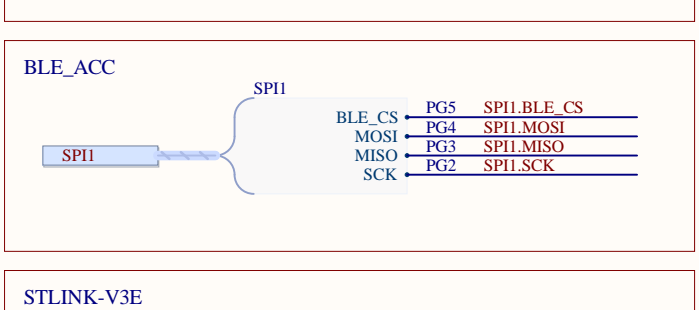 BLE_ACC
SPI1
SPI1
BLE_CS PG5 SPI1.BLE_CS
MOSI PG4 SPI1.MOSI
MISO PG3 SPI1.MISO
SCK PG2 SPI1.SCK
STLINK-V3E